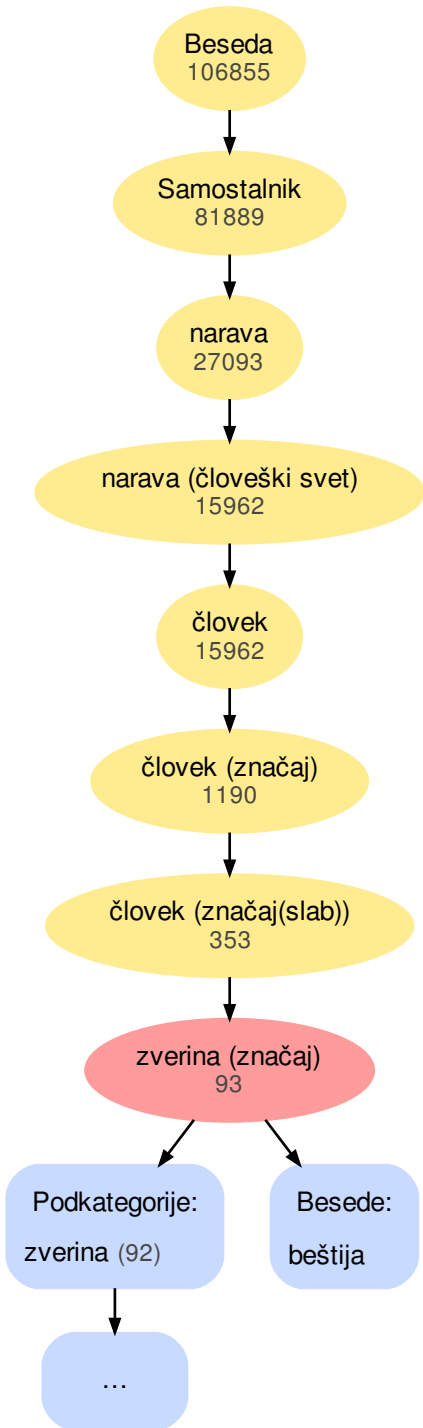 Beseda
106855
Samostalnik
81889
narava
27093
narava (človeški svet)
15962
človek
15962
človek (značaj)
1190
človek (značaj(slab))
353
zverina (značaj)
93
Podkategorije:
zverina (92)
Besede:
beštija
...